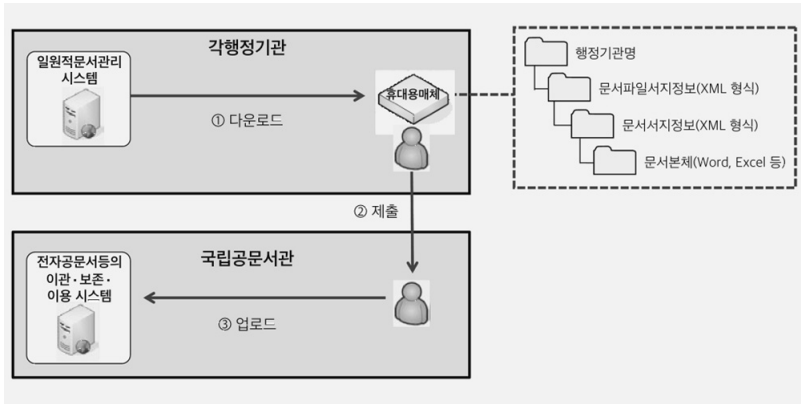 각행정기관
일원적문서관리
시스템
휴대용매체
① 다운로드
행정기관명
문서파일서지정보(XML 형식)
문서서지정보(XML 형식)
문서본체(Word, Excel 등)
② 제출
국립공문서관
전자공문서등의
이관·보존·
이용 시스템
③ 업로드